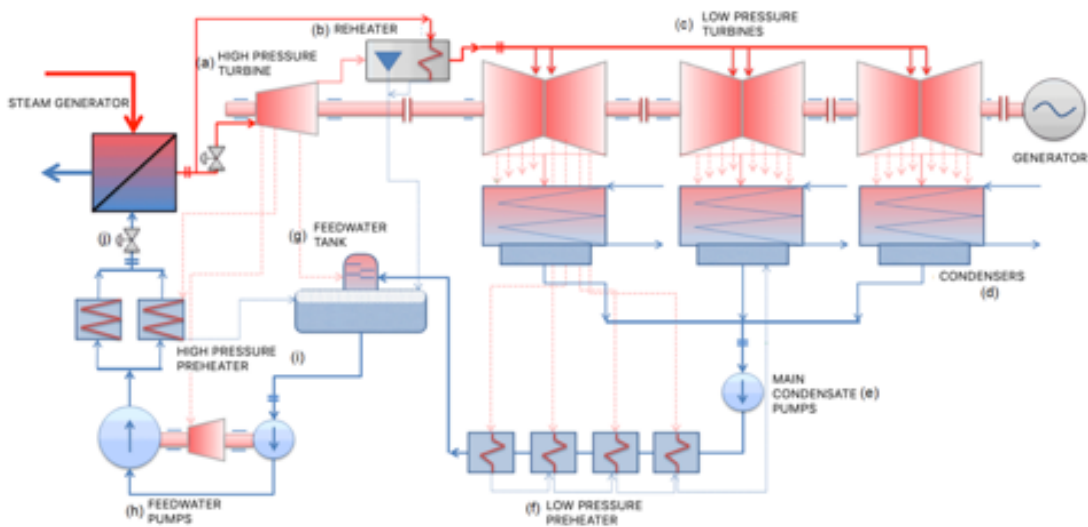 (b) REHEATER
(c) LOW PRESSURE
TURBINES
(a) HIGH PRESSURE
TURBINE
STEAM GENERATOR
GENERATOR
(j)
(g) FEEDWATER
TANK
CONDENSERS
(d)
HIGH PRESSURE
PREHEATER
(i)
MAIN
CONDENSATE (e)
PUMPS
(h) FEEDWATER
PUMPS
(f) LOW PRESSURE
PREHEATER